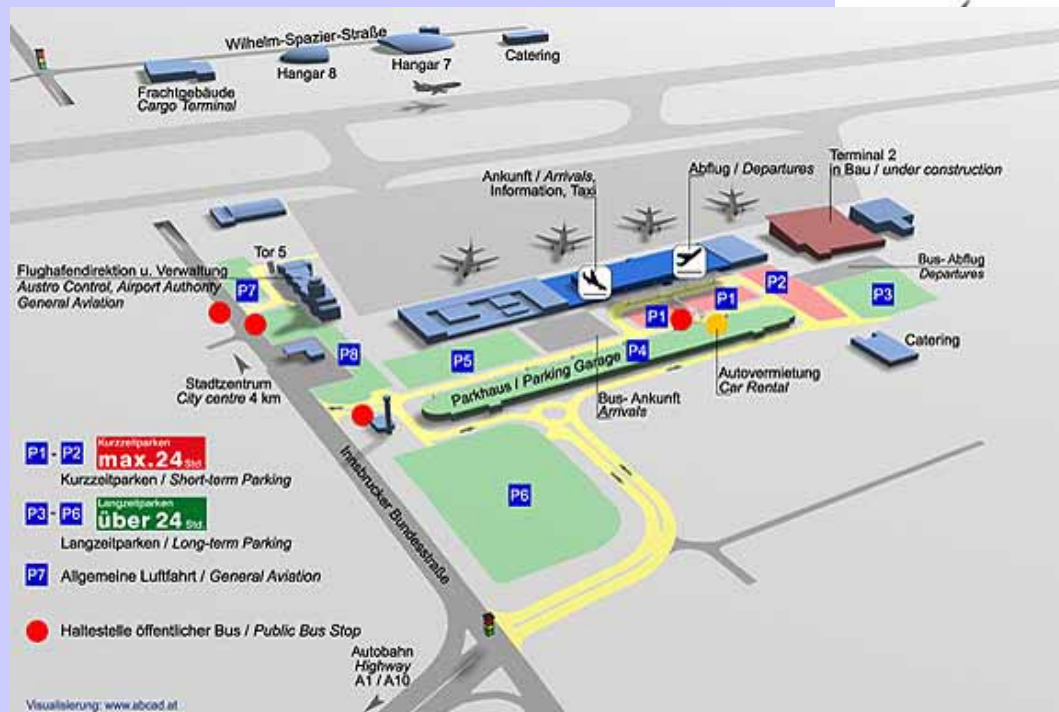 Wilhelm-Spazier-Straße
Hangar 8
Hangar 7
Catering
Frachtgebäude
Cargo Terminal
Ankunft / Arrivals,
Information, Taxi
Abflug / Departures
Terminal 2
in Bau / under construction
Tor 5
Flughafendirektion u. Verwaltung
Austro Control, Airport Authority
General Aviation
P7
Bus- Abflug
Departures
P1
P1
P2
P3
P8
P5
P4
Parkhaus / Parking Garage
Catering
Stadtzentrum
City centre 4 km
Bus- Ankunft
Arrivals
Autovermietung
Car Rental
Innsbrucker Bundesstraße
P6
P1 - P2 Kurzzeitparken
max.24 Std.
Kurzzeitparken / Short-term Parking
P3 - P6 Langzeitparken
über 24 Std.
Langzeitparken / Long-term Parking
P7 Allgemeine Luftfahrt / General Aviation
Haltestelle öffentlicher Bus / Public Bus Stop
Autobahn
Highway
A1 / A10
Visualisierung: www.abcad.at